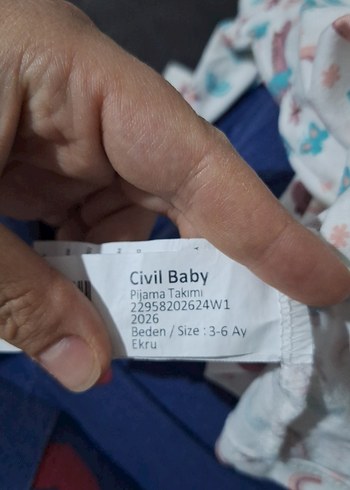 Civil Baby
Pijama Takımı
22958202624W1
2026
Beden / Size : 3-6 Ay
Ekru